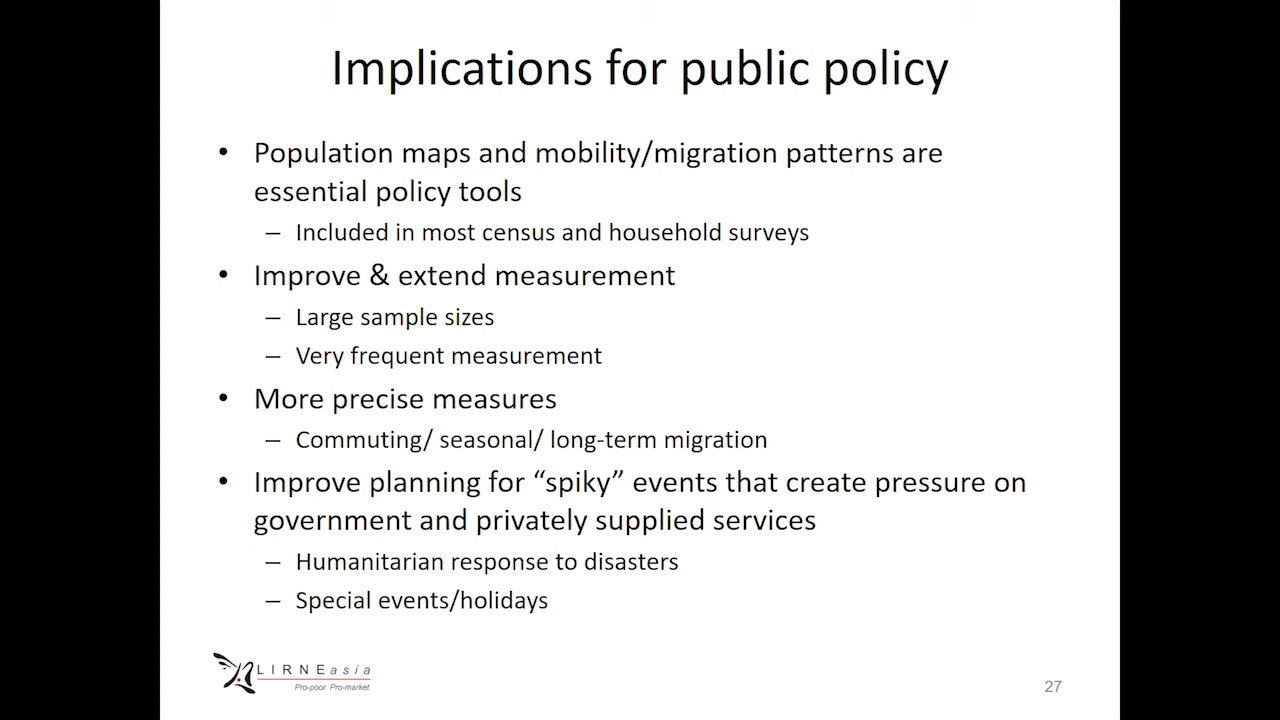 Implications for public policy
• Population maps and mobility/migration patterns are
essential policy tools
– Included in most census and household surveys
• Improve & extend measurement
– Large sample sizes
– Very frequent measurement
• More precise measures
– Commuting/ seasonal/ long-term migration
• Improve planning for “spiky” events that create pressure on
government and privately supplied services
– Humanitarian response to disasters
– Special events/holidays
LIRNEasia
Pro-poor. Pro-market.
27